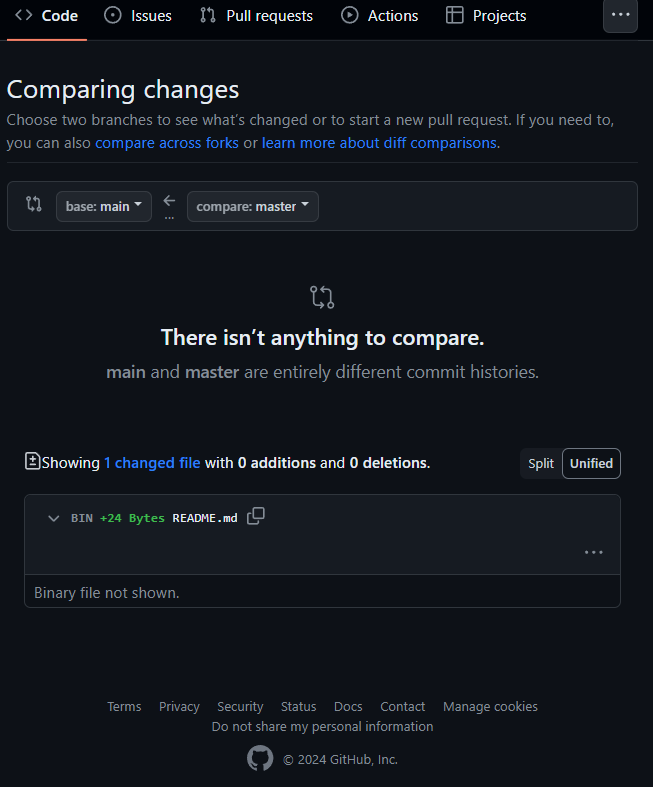 Code Issues Pull requests Actions Projects ...
Comparing changes
Choose two branches to see what's changed or to start a new pull request. If you need to,
you can also compare across forks or learn more about diff comparisons.
base: main ... compare: master
There isn't anything to compare.
main and master are entirely different commit histories.
Showing 1 changed file with 0 additions and 0 deletions. Split Unified
BIN +24 Bytes README.md
...
Binary file not shown.
Terms Privacy Security Status Docs Contact Manage cookies
Do not share my personal information
© 2024 GitHub, Inc.